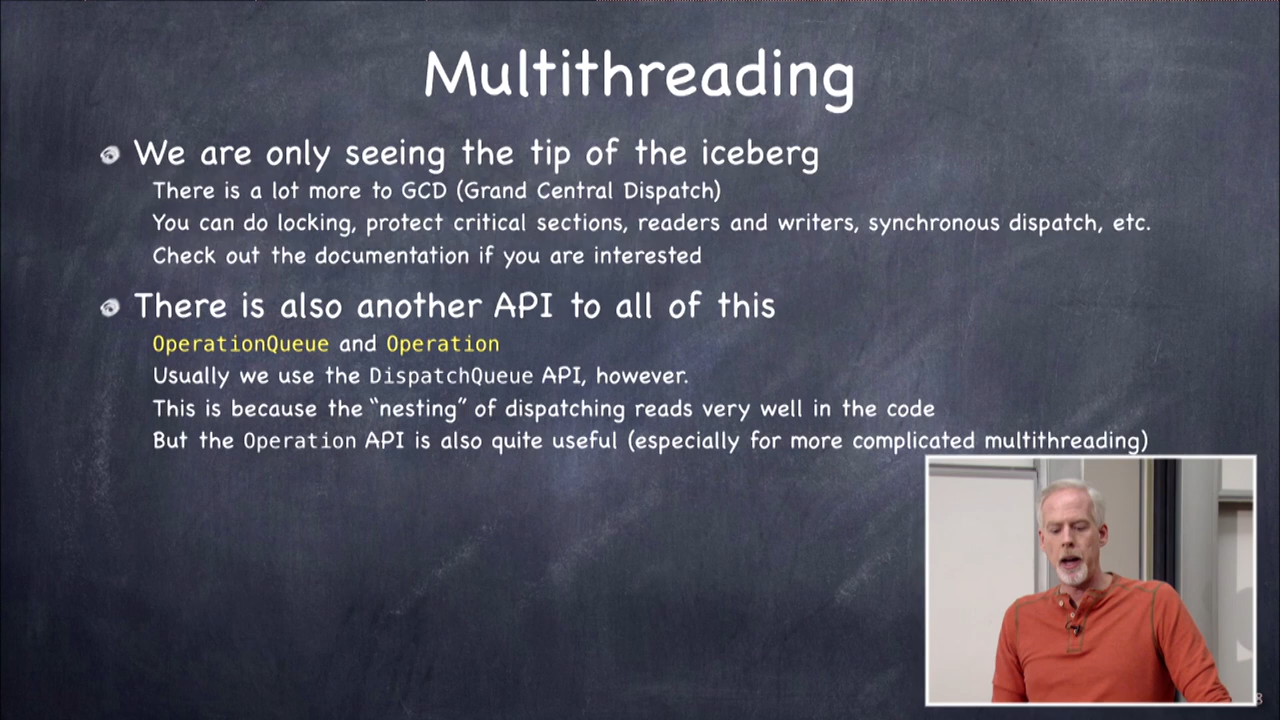 Multithreading
We are only seeing the tip of the iceberg
There is a lot more to GCD (Grand Central Dispatch)
You can do locking, protect critical sections, readers and writers, synchronous dispatch, etc.
Check out the documentation if you are interested
There is also another API to all of this
OperationQueue and Operation
Usually we use the DispatchQueue API, however.
This is because the “nesting” of dispatching reads very well in the code
But the Operation API is also quite useful (especially for more complicated multithreading)